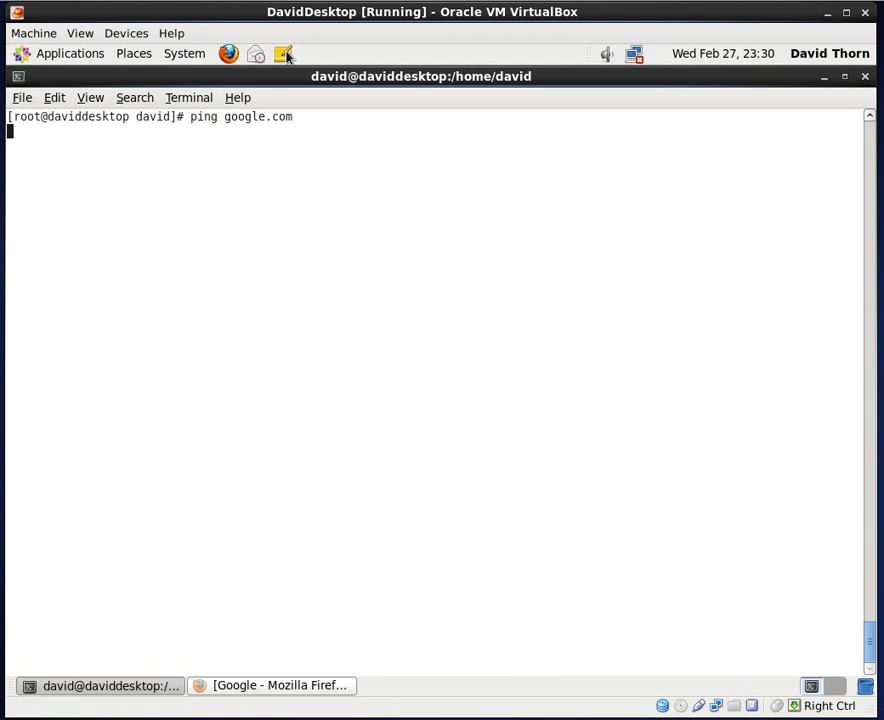 DavidDesktop [Running] - Oracle VM VirtualBox
Machine View Devices Help
Applications Places System Wed Feb 27, 23:30 David Thorn
david@daviddesktop:/home/david
File Edit View Search Terminal Help
[root@daviddesktop david]# ping google.com
david@daviddesktop:/... [Google - Mozilla Firef...
Right Ctrl